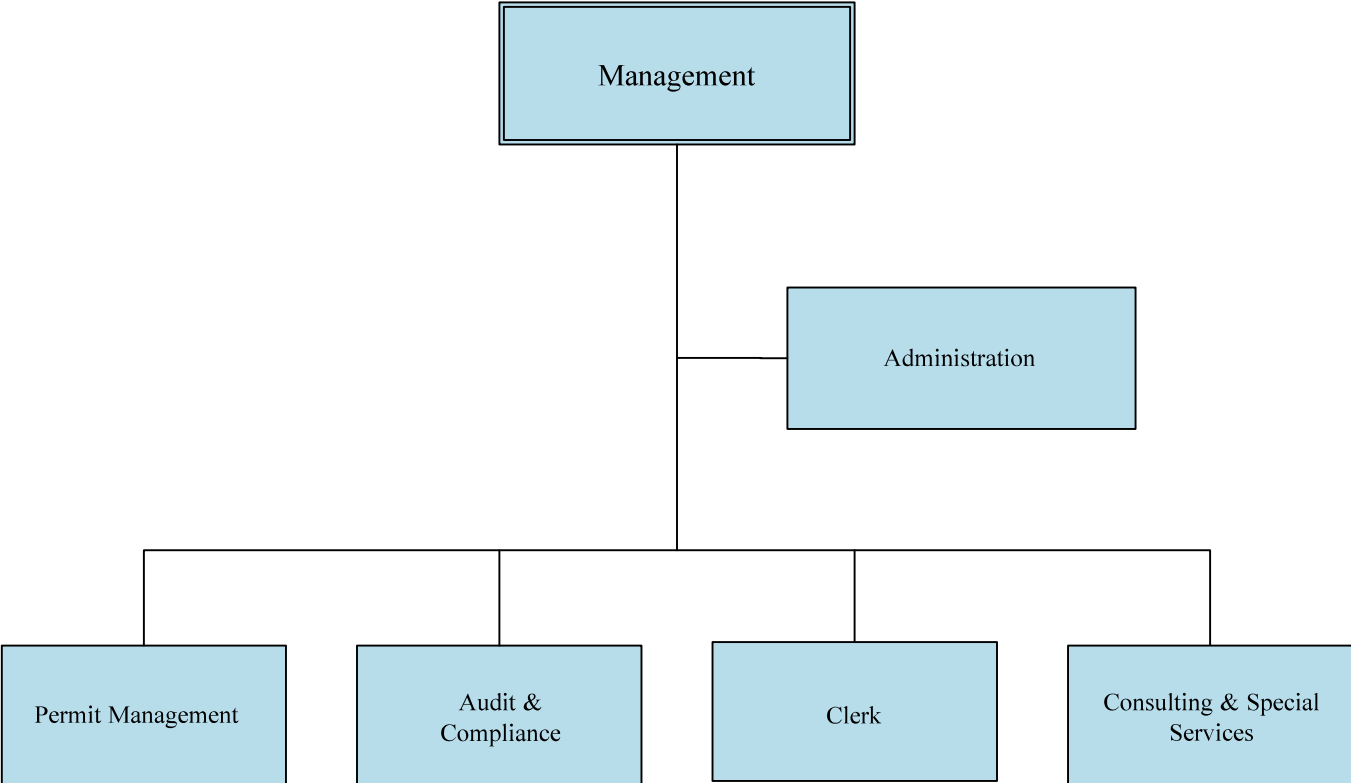 Management
Administration
Permit Management
Audit &
Compliance
Clerk
Consulting & Special
Services